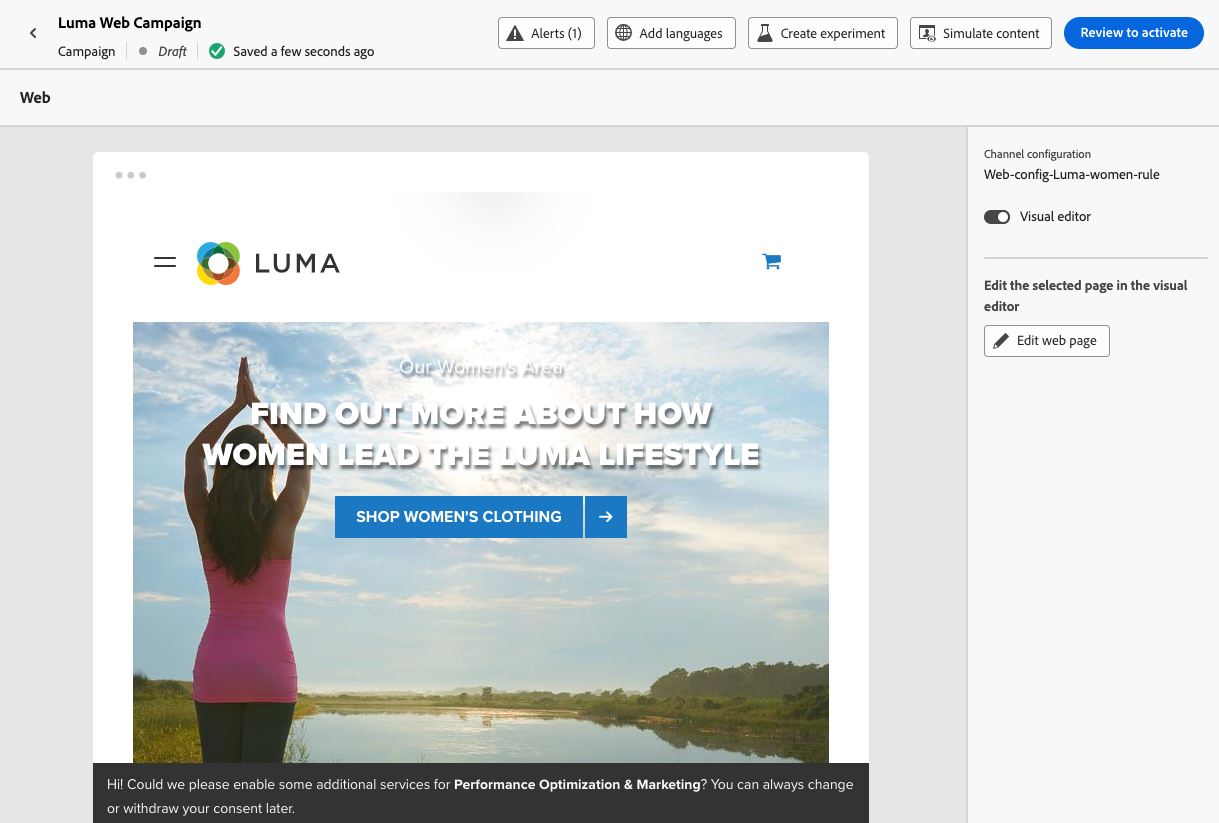 Luma Web Campaign
Campaign Draft Saved a few seconds ago
Alerts (1) Add languages Create experiment Simulate content Review to activate
Web
Channel configuration
Web-config-Luma-women-rule
Visual editor
Edit the selected page in the visual
editor
Edit web page
LUMA
Our Women's Area
FIND OUT MORE ABOUT HOW
WOMEN LEAD THE LUMA LIFESTYLE
SHOP WOMEN'S CLOTHING
Hi! Could we please enable some additional services for Performance Optimization & Marketing? You can always change
or withdraw your consent later.